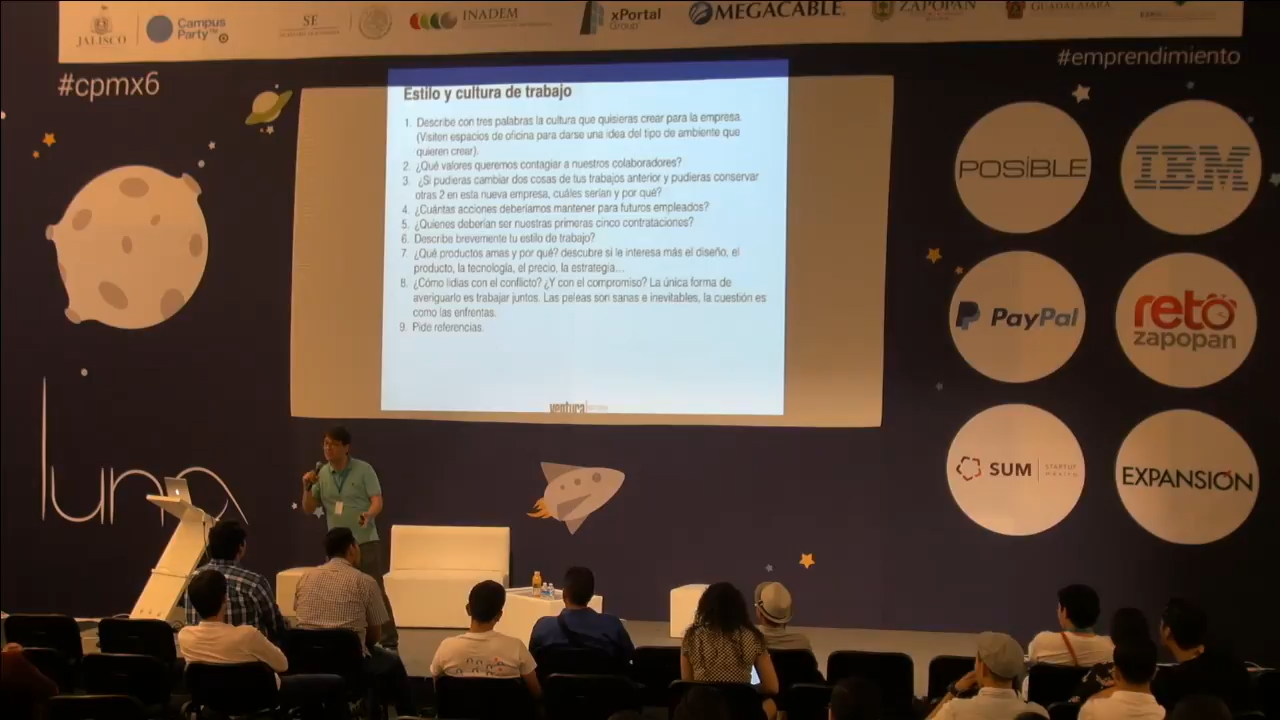 JALISCO
Campus
Party
SE
INADEM
xPortal
Group
MEGACABLE
ZAPOPAN
GUADALAJARA
#cpmx6
#emprendimiento
Estilo y cultura de trabajo
1. Describe con tres palabras la cultura que quisieras crear para la empresa.
(Visiten espacios de oficina para darse una idea del tipo de ambiente que
quieren crear).
2. ¿Qué valores queremos contagiar a nuestros colaboradores?
3. ¿Si pudieras cambiar dos cosas de tus trabajos anterior y pudieras conservar
otras 2 en esta nueva empresa, cuáles serían y por qué?
4. ¿Cuántas acciones deberíamos mantener para futuros empleados?
5. ¿Quienes deberían ser nuestras primeras cinco contrataciones?
6. Describe brevemente tu estilo de trabajo?
7. ¿Qué productos amas y por qué? descubre si le interesa más el diseño, el
producto, la tecnología, el precio, la estrategia...
8. ¿Cómo lidias con el conflicto? ¿Y con el compromiso? La única forma de
averiguarlo es trabajar juntos. Las peleas son sanas e inevitables, la cuestión es
como las enfrentas.
9. Pide referencias.
ventura
POSIBLE
IBM
PayPal
reto
zapopan
SUM
STARTUP
MÉXICO
EXPANSIÓN
luna